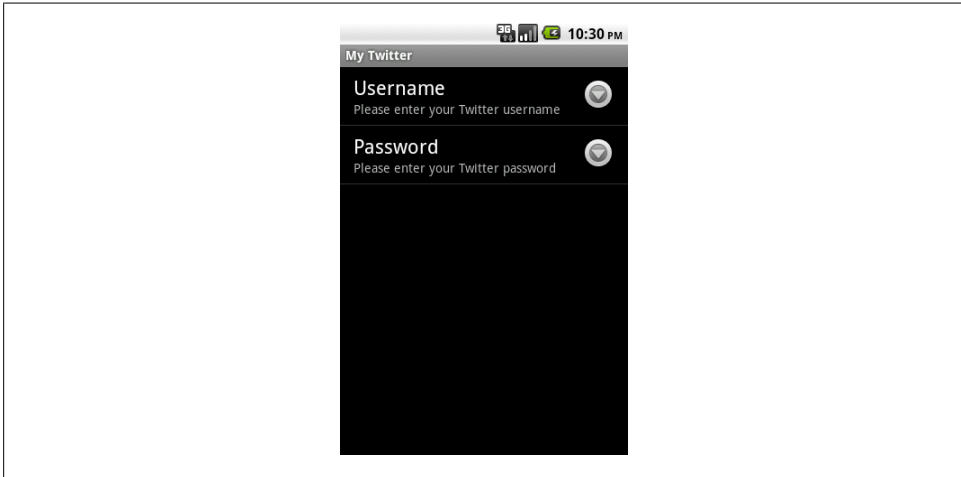 3G 10:30 PM
My Twitter
Username
Please enter your Twitter username
Password
Please enter your Twitter password